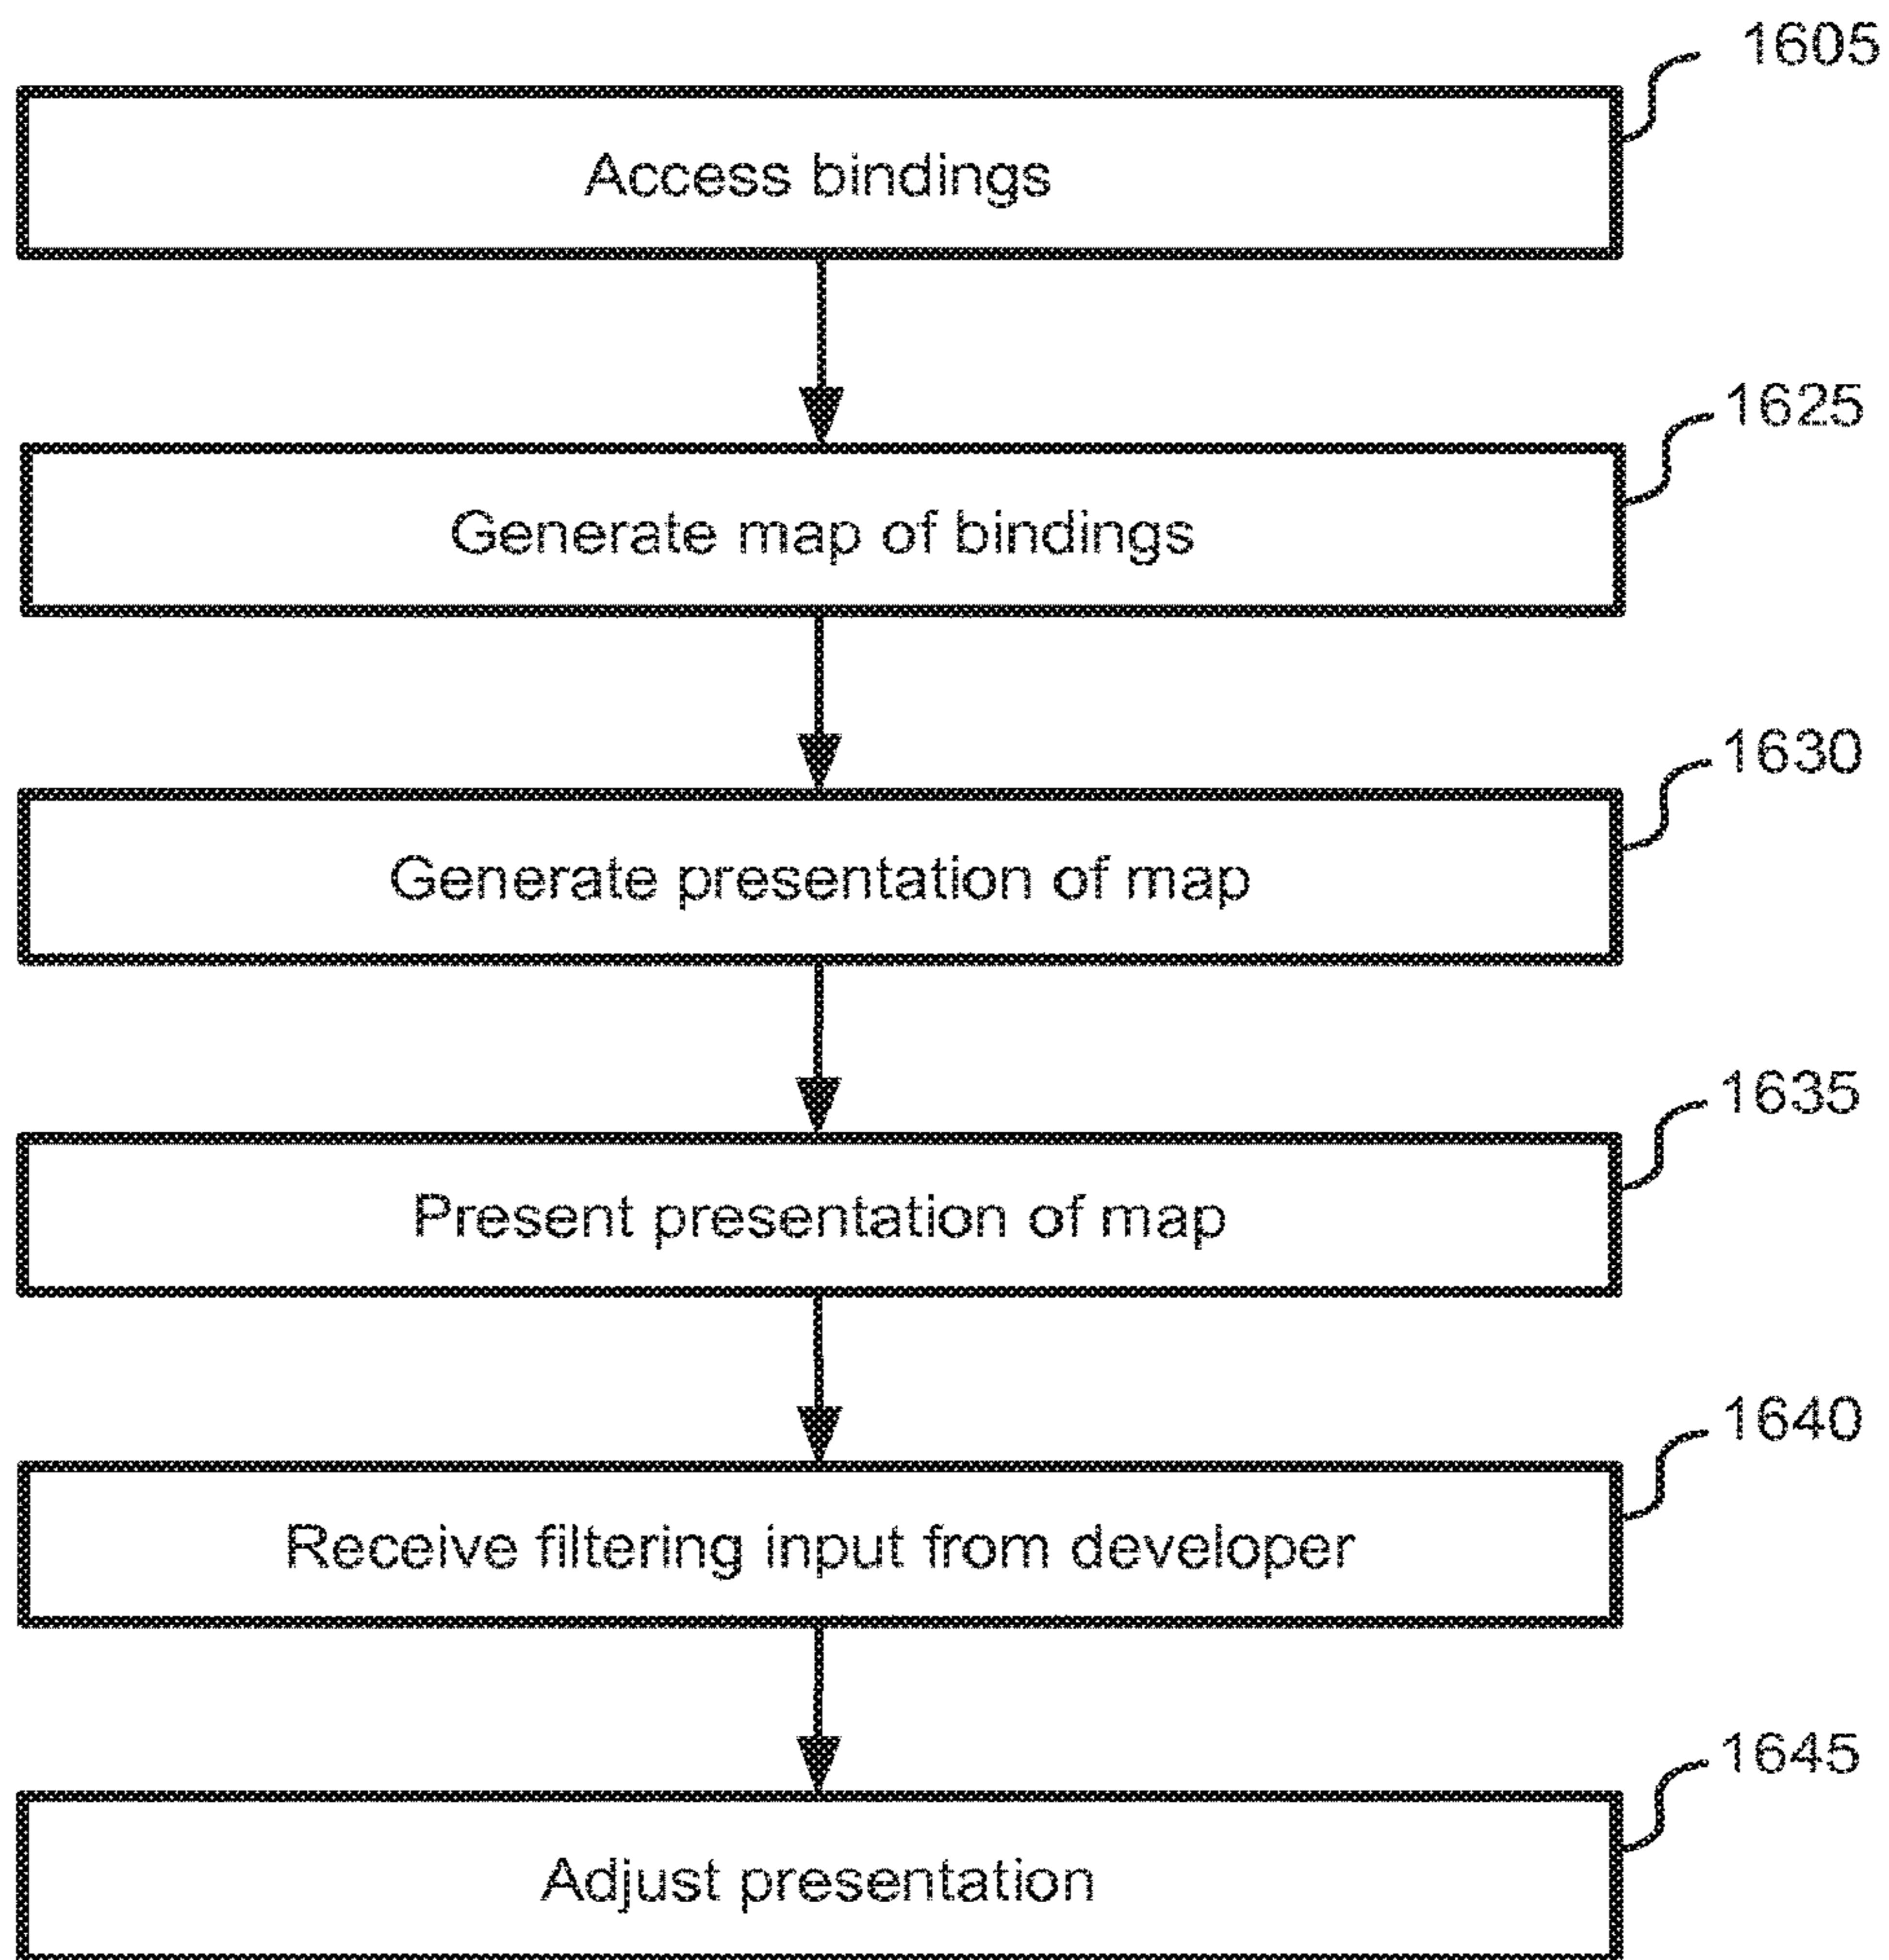 1605
Access bindings
1625
Generate map of bindings
1630
Generate presentation of map
1635
Present presentation of map
1640
Receive filtering input from developer
1645
Adjust presentation